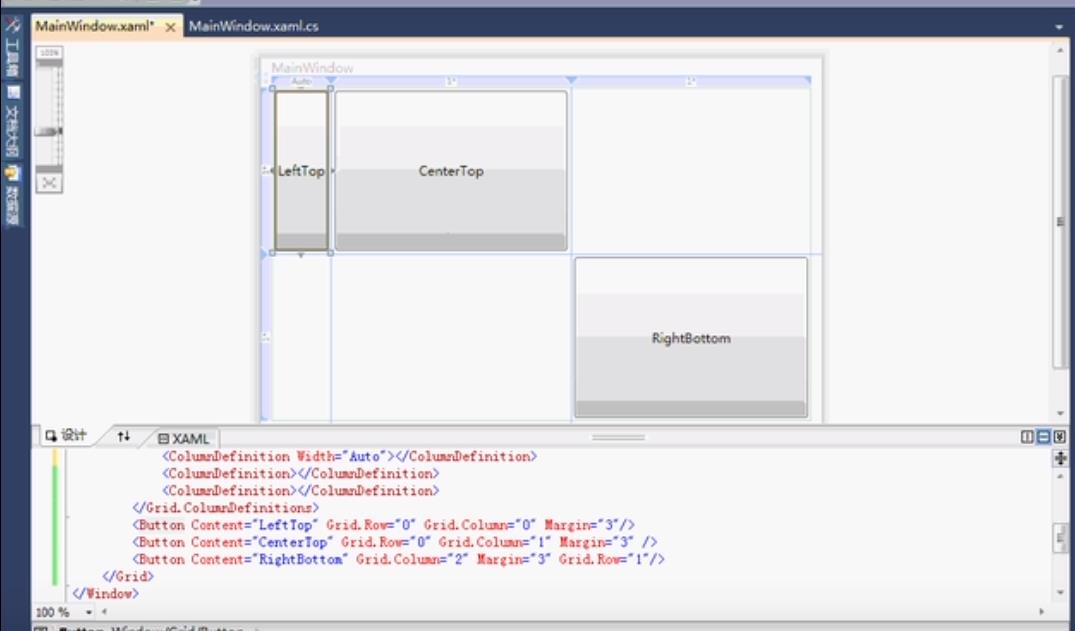 MainWindow.xaml* × MainWindow.xaml.cs
工具箱
文档大纲
数据源
100%
MainWindow
Auto 1* 1*
LeftTop CenterTop
RightBottom
设计 XAML
<ColumnDefinition Width="Auto"></ColumnDefinition>
<ColumnDefinition></ColumnDefinition>
<ColumnDefinition></ColumnDefinition>
</Grid.ColumnDefinitions>
<Button Content="LeftTop" Grid.Row="0" Grid.Column="0" Margin="3"/>
<Button Content="CenterTop" Grid.Row="0" Grid.Column="1" Margin="3" />
<Button Content="RightBottom" Grid.Column="2" Margin="3" Grid.Row="1"/>
</Grid>
</Window>
100 %
Button Window/Grid/Button